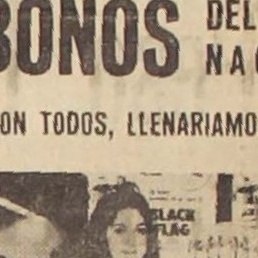 BONOS
DEL
NA
ON TODOS, LLENARIAMO
BLACK
FLAG